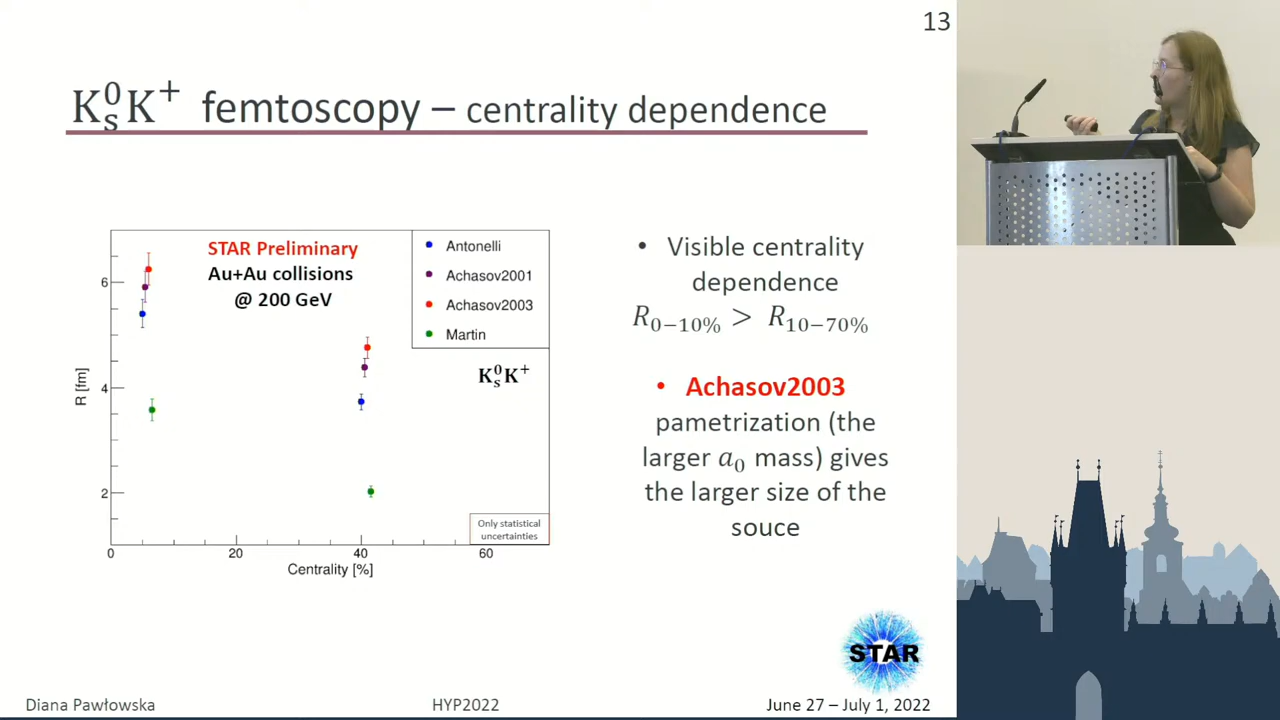 13
K⁰ₛK⁺ femtoscopy – centrality dependence
STAR Preliminary
Au+Au collisions
@ 200 GeV
Antonelli
Achasov2001
Achasov2003
Martin
K⁰ₛK⁺
R [fm]
6
4
2
0
20
40
60
Only statistical
uncertainties
Centrality [%]
• Visible centrality
dependence
R₀₋₁₀% > R₁₀₋₇₀%
• Achasov2003
pametrization (the
larger a₀ mass) gives
the larger size of the
souce
STAR
Diana Pawłowska
HYP2022
June 27 – July 1, 2022